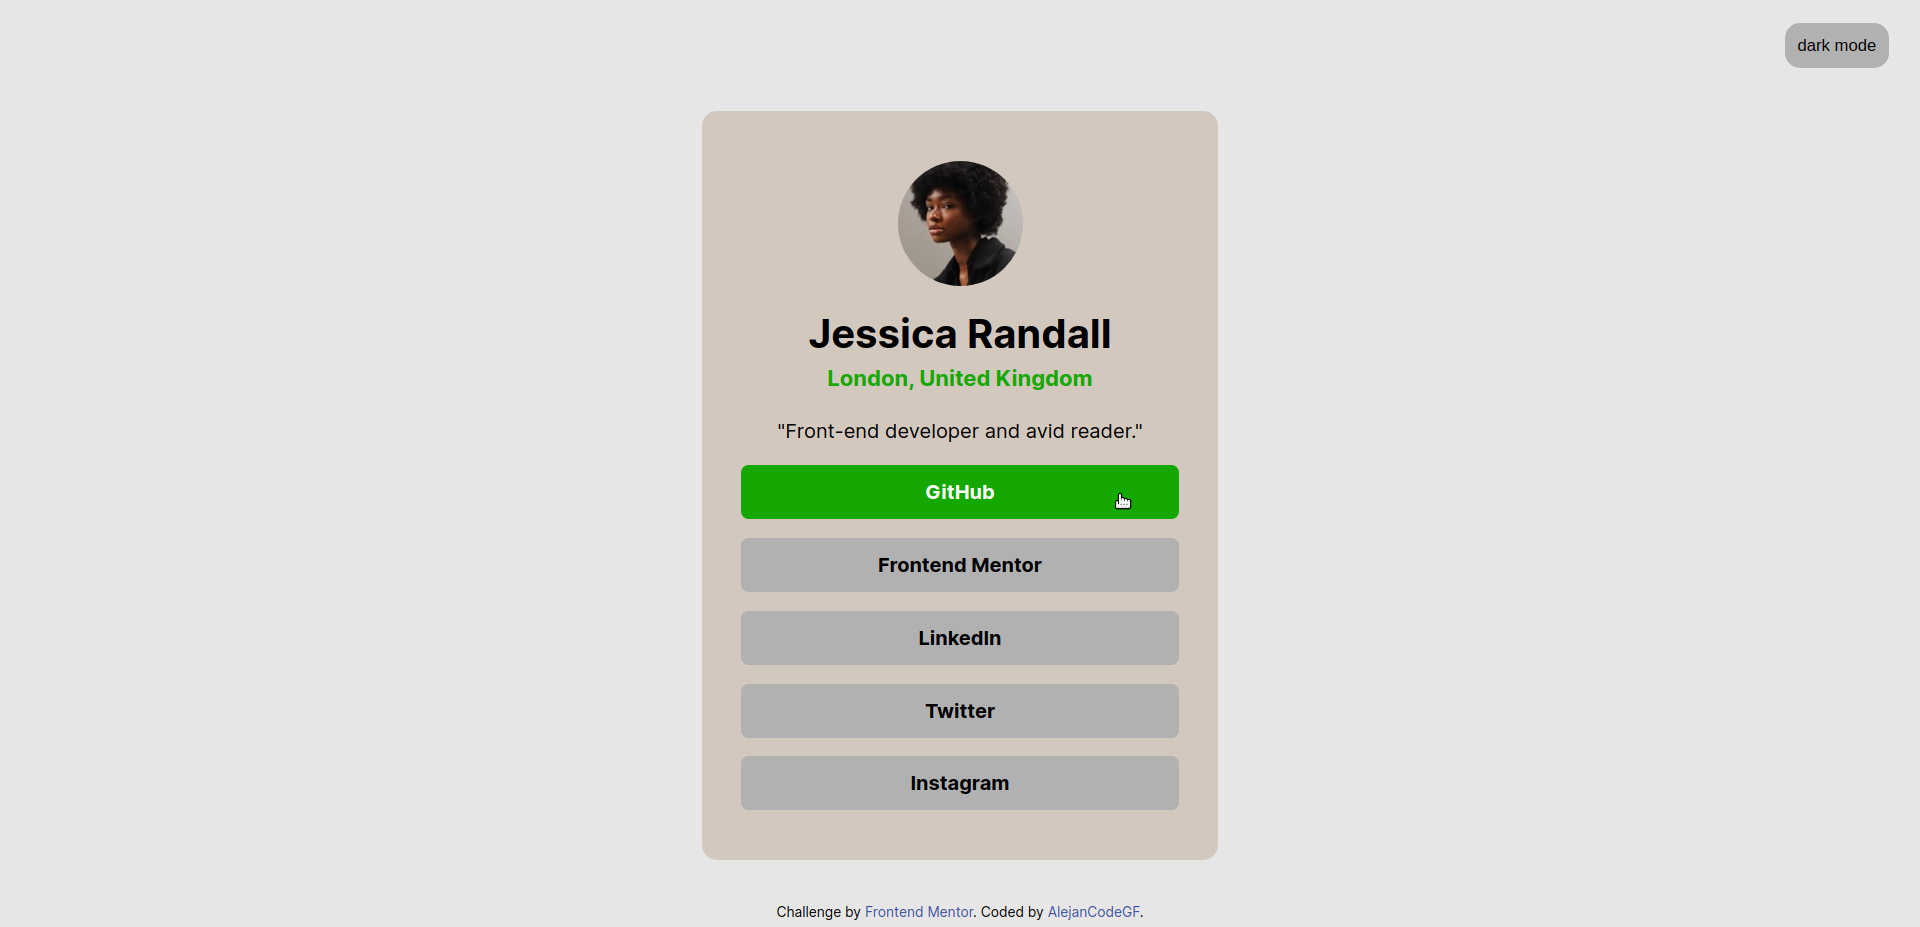 dark mode
Jessica Randall
London, United Kingdom
"Front-end developer and avid reader."
GitHub
Frontend Mentor
LinkedIn
Twitter
Instagram
Challenge by Frontend Mentor. Coded by AlejanCodeGF.